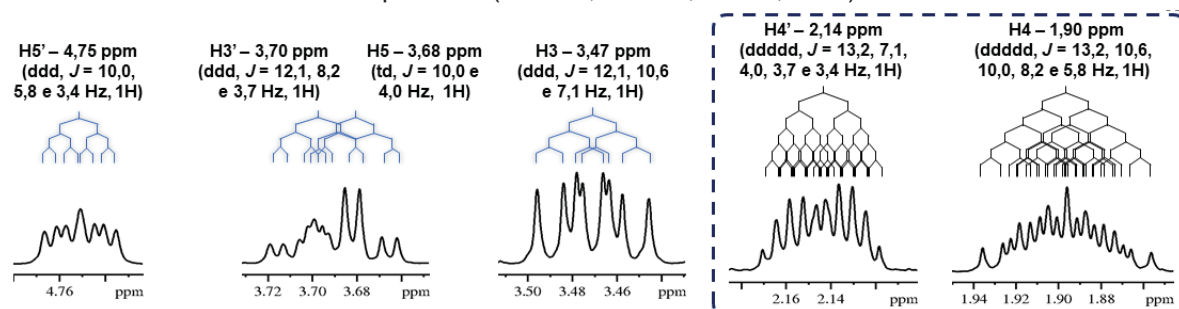 H5’ – 4,75 ppm
(ddd, J = 10,0,
5,8 e 3,4 Hz, 1H)
H3’ – 3,70 ppm
(ddd, J = 12,1, 8,2
e 3,7 Hz, 1H)
H5 – 3,68 ppm
(td, J = 10,0 e
4,0 Hz, 1H)
H3 – 3,47 ppm
(ddd, J = 12,1, 10,6
e 7,1 Hz, 1H)
H4’ – 2,14 ppm
(ddddd, J = 13,2, 7,1,
4,0, 3,7 e 3,4 Hz, 1H)
H4 – 1,90 ppm
(ddddd, J = 13,2, 10,6,
10,0, 8,2 e 5,8 Hz, 1H)
4.76 ppm
3.72 3.70 3.68 ppm
3.50 3.48 3.46 ppm
2.16 2.14 ppm
1.94 1.92 1.90 1.88 ppm